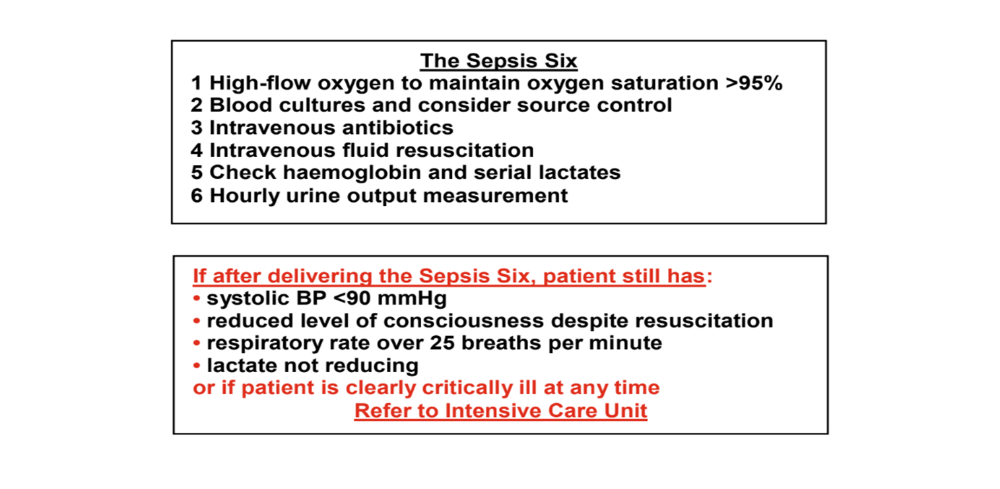 The Sepsis Six
1 High-flow oxygen to maintain oxygen saturation >95%
2 Blood cultures and consider source control
3 Intravenous antibiotics
4 Intravenous fluid resuscitation
5 Check haemoglobin and serial lactates
6 Hourly urine output measurement
If after delivering the Sepsis Six, patient still has:
• systolic BP <90 mmHg
• reduced level of consciousness despite resuscitation
• respiratory rate over 25 breaths per minute
• lactate not reducing
or if patient is clearly critically ill at any time
Refer to Intensive Care Unit